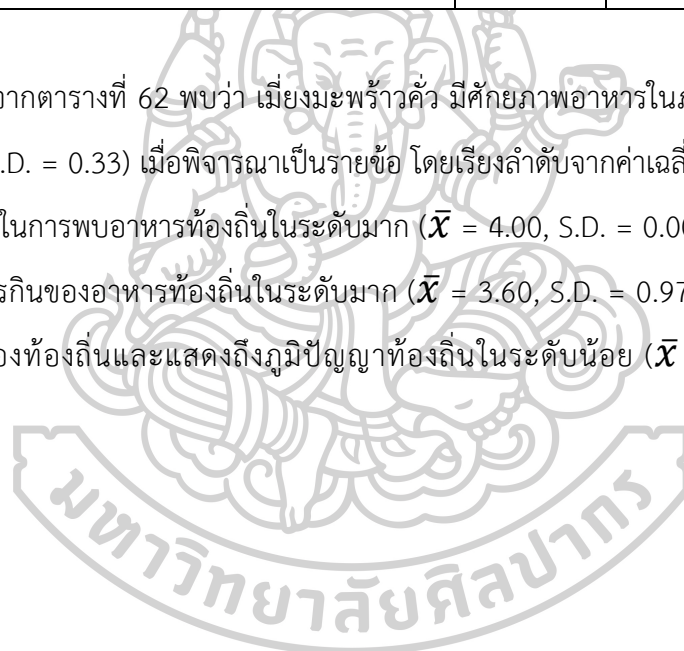 จากตารางที่ 62 พบว่า เมี่ยงมะพร้าวคั่ว มีศักยภาพอาหารใน
.D. = 0.33) เมื่อพิจารณาเป็นรายข้อ โดยเรียงลำดับจากค่าเฉลี่
ในการพบอาหารท้องถิ่นในระดับมาก (x̄ = 4.00, S.D. = 0.00
รกินของอาหารท้องถิ่นในระดับมาก (x̄ = 3.60, S.D. = 0.97
องท้องถิ่นและแสดงถึงภูมิปัญญาท้องถิ่นในระดับน้อย (x̄
มหาวิทยาลัยศิลปากร